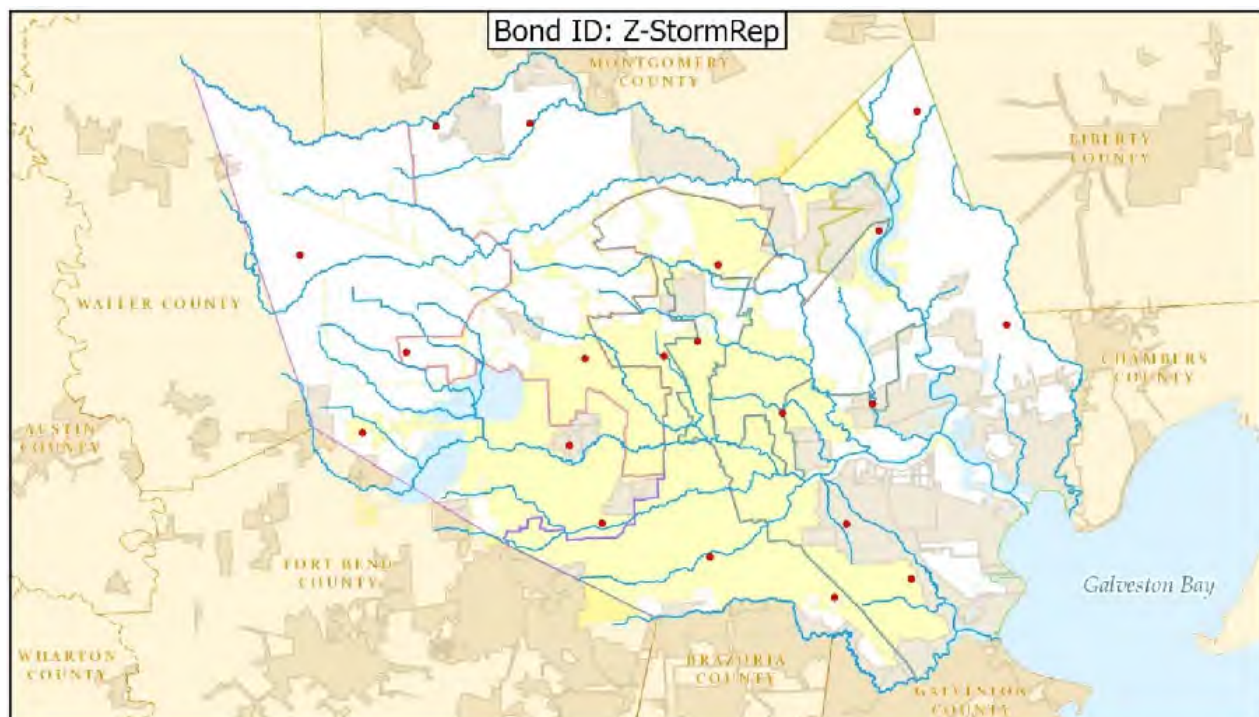 Bond ID: Z-StormRep
MONTGOMERY
COUNTY
LIBERTY
COUNTY
WALLER COUNTY
CHAMBERS
COUNTY
AUSTIN
COUNTY
FORT BEND
COUNTY
Galveston Bay
WHARTON
COUNTY
BRAZORIA
COUNTY
GALVESTON
COUNTY